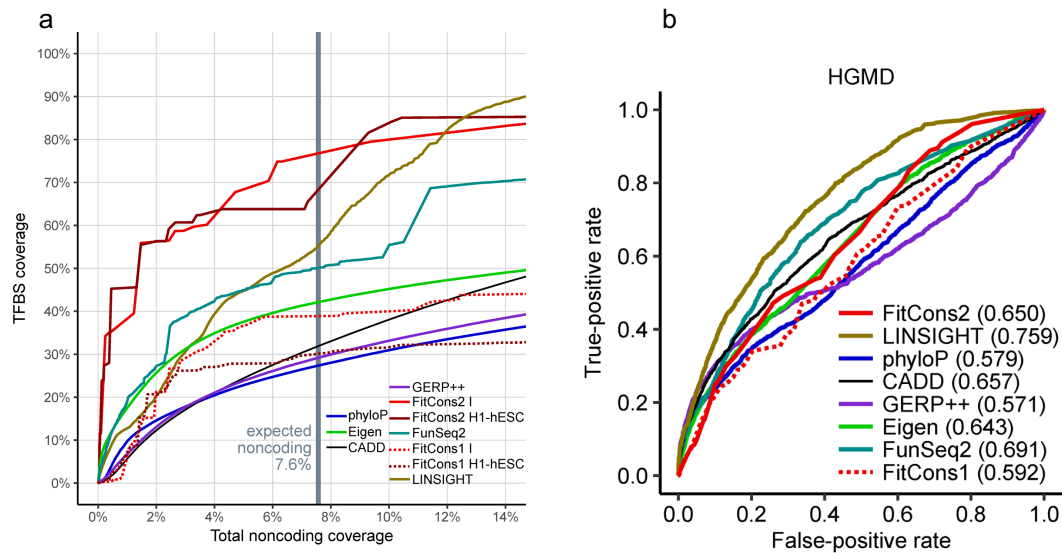 a
100%
90%
80%
70%
60%
50%
40%
30%
20%
10%
0%
TFBS coverage
0% 2% 4% 6% 8% 10% 12% 14%
Total noncoding coverage
expected
noncoding
7.6%
phyloP
Eigen
CADD
GERP++
FitCons2 I
FitCons2 H1-hESC
FunSeq2
FitCons1 I
FitCons1 H1-hESC
LINSIGHT
b
HGMD
1.0
0.8
0.6
0.4
0.2
0.0
True-positive rate
FitCons2 (0.650)
LINSIGHT (0.759)
phyloP (0.579)
CADD (0.657)
GERP++ (0.571)
Eigen (0.643)
FunSeq2 (0.691)
FitCons1 (0.592)
0.0 0.2 0.4 0.6 0.8 1.0
False-positive rate